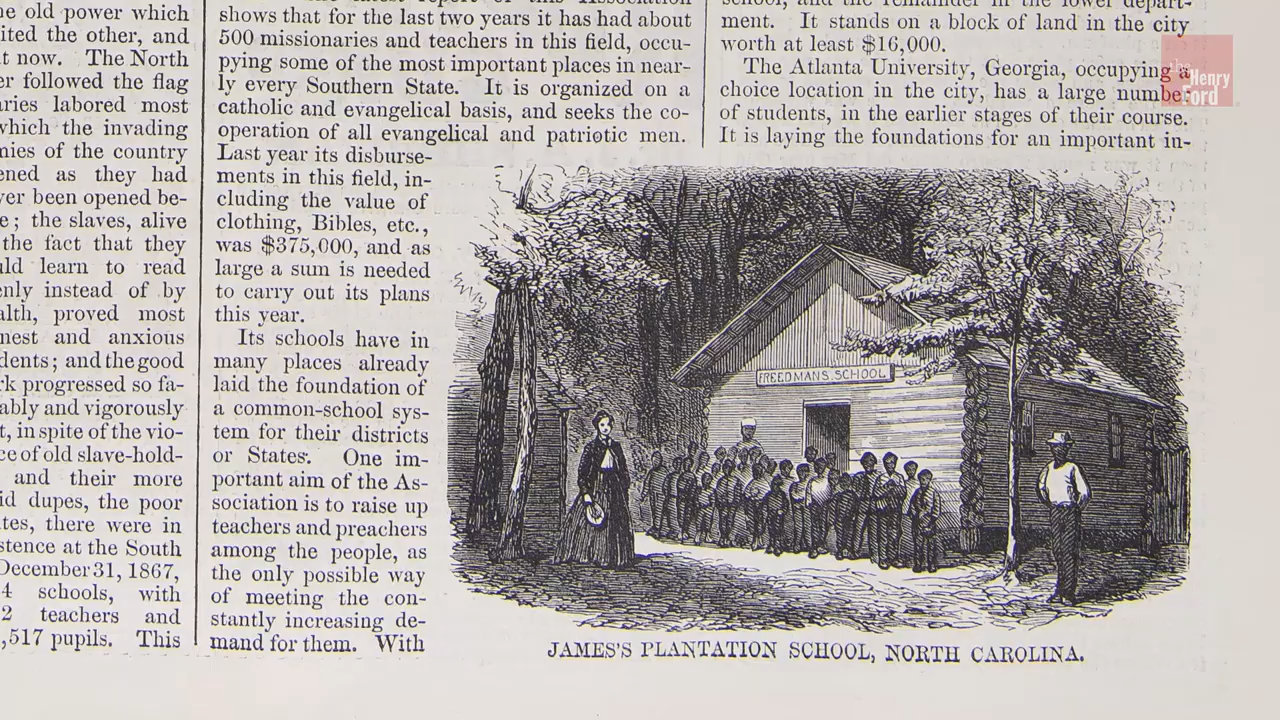 e old power which
ited the other, and
t now. The North
er followed the flag
aries labored most
which the invading
mies of the country
ened as they had
ver been opened be-
e; the slaves, alive
the fact that they
uld learn to read
enly instead of by
alth, proved most
nest and anxious
dents; and the good
rk progressed so fa-
ably and vigorously
t, in spite of the vio-
ce of old slave-hold-
and their more
id dupes, the poor
tes, there were in
stence at the South
December 31, 1867,
4 schools, with
2 teachers and
,517 pupils. This
shows that for the last two years it has had about
500 missionaries and teachers in this field, occu-
pying some of the most important places in near-
ly every Southern State. It is organized on a
catholic and evangelical basis, and seeks the co-
operation of all evangelical and patriotic men.
Last year its disburse-
ments in this field, in-
cluding the value of
clothing, Bibles, etc.,
was $375,000, and as
large a sum is needed
to carry out its plans
this year.
Its schools have in
many places already
laid the foundation of
a common-school sys-
tem for their districts
or States. One im-
portant aim of the As-
sociation is to raise up
teachers and preachers
among the people, as
the only possible way
of meeting the con-
stantly increasing de-
mand for them. With
school, and the remainder in the lower depart-
ment. It stands on a block of land in the city
worth at least $16,000.
The Atlanta University, Georgia, occupying a
choice location in the city, has a large number
of students, in the earlier stages of their course.
It is laying the foundations for an important in-
the
Henry
Ford
FREEDMANS SCHOOL
JAMES'S PLANTATION SCHOOL, NORTH CAROLINA.